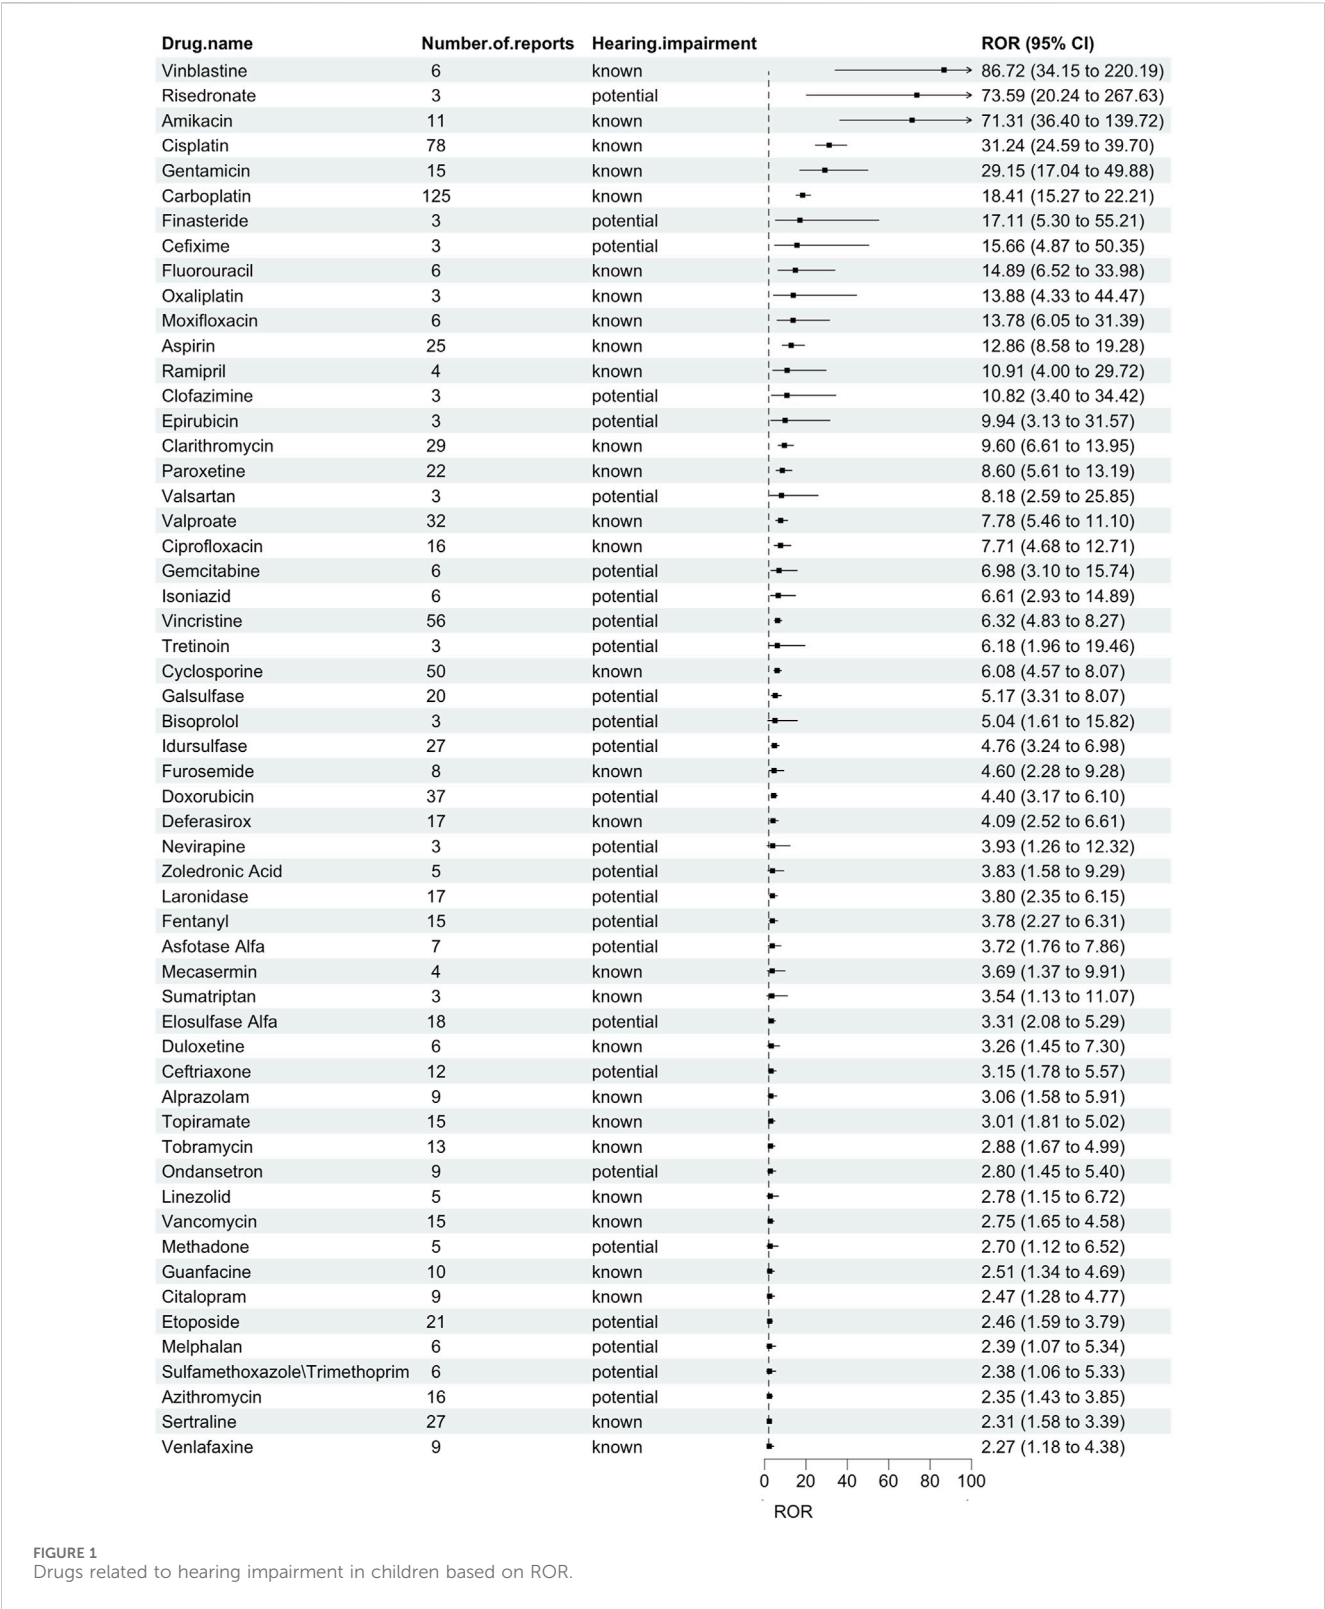 Drug.name Number.of.reports Hearing.impairment ROR (95% CI)
Vinblastine 6 known 86.72 (34.15 to 220.19)
Risedronate 3 potential 73.59 (20.24 to 267.63)
Amikacin 11 known 71.31 (36.40 to 139.72)
Cisplatin 78 known 31.24 (24.59 to 39.70)
Gentamicin 15 known 29.15 (17.04 to 49.88)
Carboplatin 125 known 18.41 (15.27 to 22.21)
Finasteride 3 potential 17.11 (5.30 to 55.21)
Cefixime 3 potential 15.66 (4.87 to 50.35)
Fluorouracil 6 known 14.89 (6.52 to 33.98)
Oxaliplatin 3 known 13.88 (4.33 to 44.47)
Moxifloxacin 6 known 13.78 (6.05 to 31.39)
Aspirin 25 known 12.86 (8.58 to 19.28)
Ramipril 4 known 10.91 (4.00 to 29.72)
Clofazimine 3 potential 10.82 (3.40 to 34.42)
Epirubicin 3 potential 9.94 (3.13 to 31.57)
Clarithromycin 29 known 9.60 (6.61 to 13.95)
Paroxetine 22 known 8.60 (5.61 to 13.19)
Valsartan 3 potential 8.18 (2.59 to 25.85)
Valproate 32 known 7.78 (5.46 to 11.10)
Ciprofloxacin 16 known 7.71 (4.68 to 12.71)
Gemcitabine 6 potential 6.98 (3.10 to 15.74)
Isoniazid 6 potential 6.61 (2.93 to 14.89)
Vincristine 56 potential 6.32 (4.83 to 8.27)
Tretinoin 3 potential 6.18 (1.96 to 19.46)
Cyclosporine 50 known 6.08 (4.57 to 8.07)
Galsulfase 20 potential 5.17 (3.31 to 8.07)
Bisoprolol 3 potential 5.04 (1.61 to 15.82)
Idursulfase 27 potential 4.76 (3.24 to 6.98)
Furosemide 8 known 4.60 (2.28 to 9.28)
Doxorubicin 37 potential 4.40 (3.17 to 6.10)
Deferasirox 17 known 4.09 (2.52 to 6.61)
Nevirapine 3 potential 3.93 (1.26 to 12.32)
Zoledronic Acid 5 potential 3.83 (1.58 to 9.29)
Laronidase 17 potential 3.80 (2.35 to 6.15)
Fentanyl 15 potential 3.78 (2.27 to 6.31)
Asfotase Alfa 7 potential 3.72 (1.76 to 7.86)
Mecasermin 4 known 3.69 (1.37 to 9.91)
Sumatriptan 3 known 3.54 (1.13 to 11.07)
Elosulfase Alfa 18 potential 3.31 (2.08 to 5.29)
Duloxetine 6 known 3.26 (1.45 to 7.30)
Ceftriaxone 12 potential 3.15 (1.78 to 5.57)
Alprazolam 9 known 3.06 (1.58 to 5.91)
Topiramate 15 known 3.01 (1.81 to 5.02)
Tobramycin 13 known 2.88 (1.67 to 4.99)
Ondansetron 9 potential 2.80 (1.45 to 5.40)
Linezolid 5 known 2.78 (1.15 to 6.72)
Vancomycin 15 known 2.75 (1.65 to 4.58)
Methadone 5 potential 2.70 (1.12 to 6.52)
Guanfacine 10 known 2.51 (1.34 to 4.69)
Citalopram 9 known 2.47 (1.28 to 4.77)
Etoposide 21 potential 2.46 (1.59 to 3.79)
Melphalan 6 potential 2.39 (1.07 to 5.34)
Sulfamethoxazole\Trimethoprim 6 potential 2.38 (1.06 to 5.33)
Azithromycin 16 potential 2.35 (1.43 to 3.85)
Sertraline 27 known 2.31 (1.58 to 3.39)
Venlafaxine 9 known 2.27 (1.18 to 4.38)
0 20 40 60 80 100
ROR
FIGURE 1
Drugs related to hearing impairment in children based on ROR.